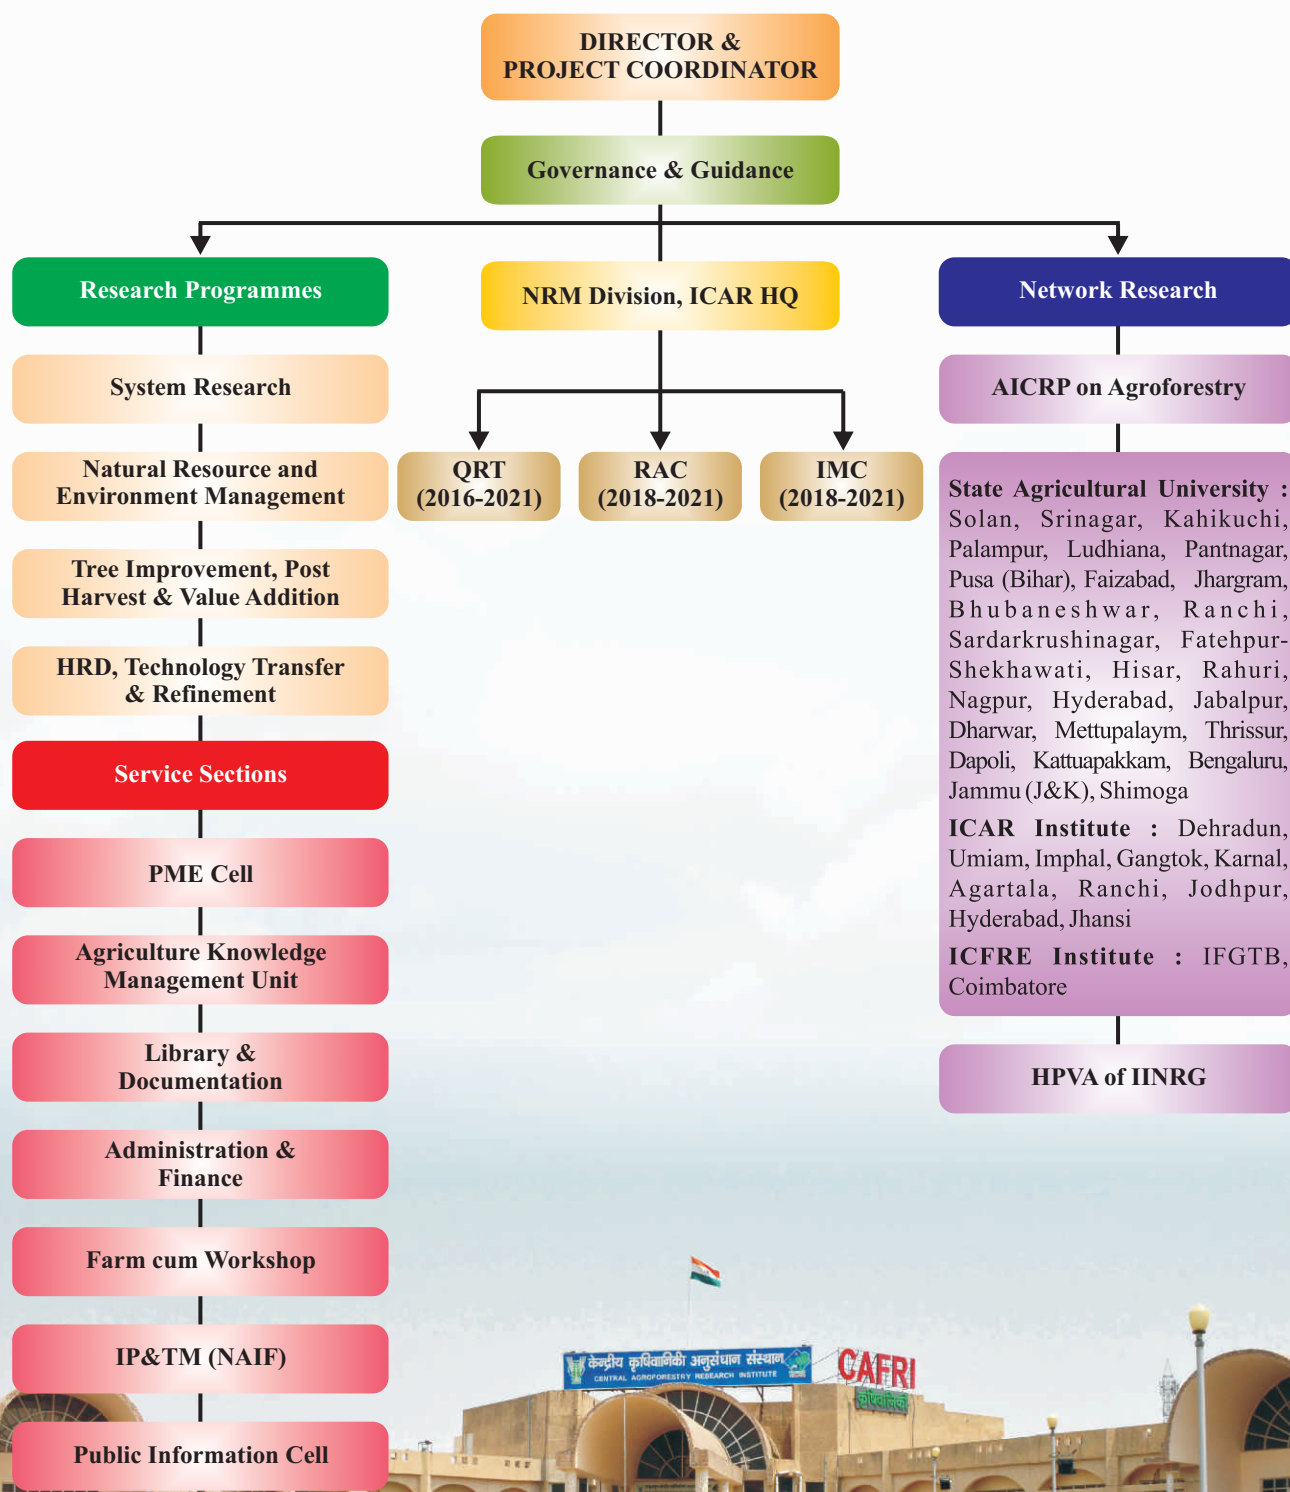 DIRECTOR &
PROJECT COORDINATOR
Governance & Guidance
Research Programmes
System Research
Natural Resource and
Environment Management
Tree Improvement, Post
Harvest & Value Addition
HRD, Technology Transfer
& Refinement
Service Sections
PME Cell
Agriculture Knowledge
Management Unit
Library &
Documentation
Administration &
Finance
Farm cum Workshop
IP&TM (NAIF)
Public Information Cell
NRM Division, ICAR HQ
QRT
(2016-2021)
RAC
(2018-2021)
IMC
(2018-2021)
Network Research
AICRP on Agroforestry
State Agricultural University :
Solan, Srinagar, Kahikuchi,
Palampur, Ludhiana, Pantnagar,
Pusa (Bihar), Faizabad, Jhargram,
Bhubaneshwar, Ranchi,
Sardarkrushinagar, Fatehpur-
Shekhawati, Hisar, Rahuri,
Nagpur, Hyderabad, Jabalpur,
Dharwar, Mettupalaym, Thrissur,
Dapoli, Kattuapakkam, Bengaluru,
Jammu (J&K), Shimoga
ICAR Institute : Dehradun,
Umiam, Imphal, Gangtok, Karnal,
Agartala, Ranchi, Jodhpur,
Hyderabad, Jhansi
ICFRE Institute : IFGTB,
Coimbatore
HPVA of IINRG
केन्द्रीय कृषिवानिकी अनुसंधान संस्थान
CENTRAL AGROFORESTRY RESEARCH INSTITUTE
CAFRI
कृषिवानिकी